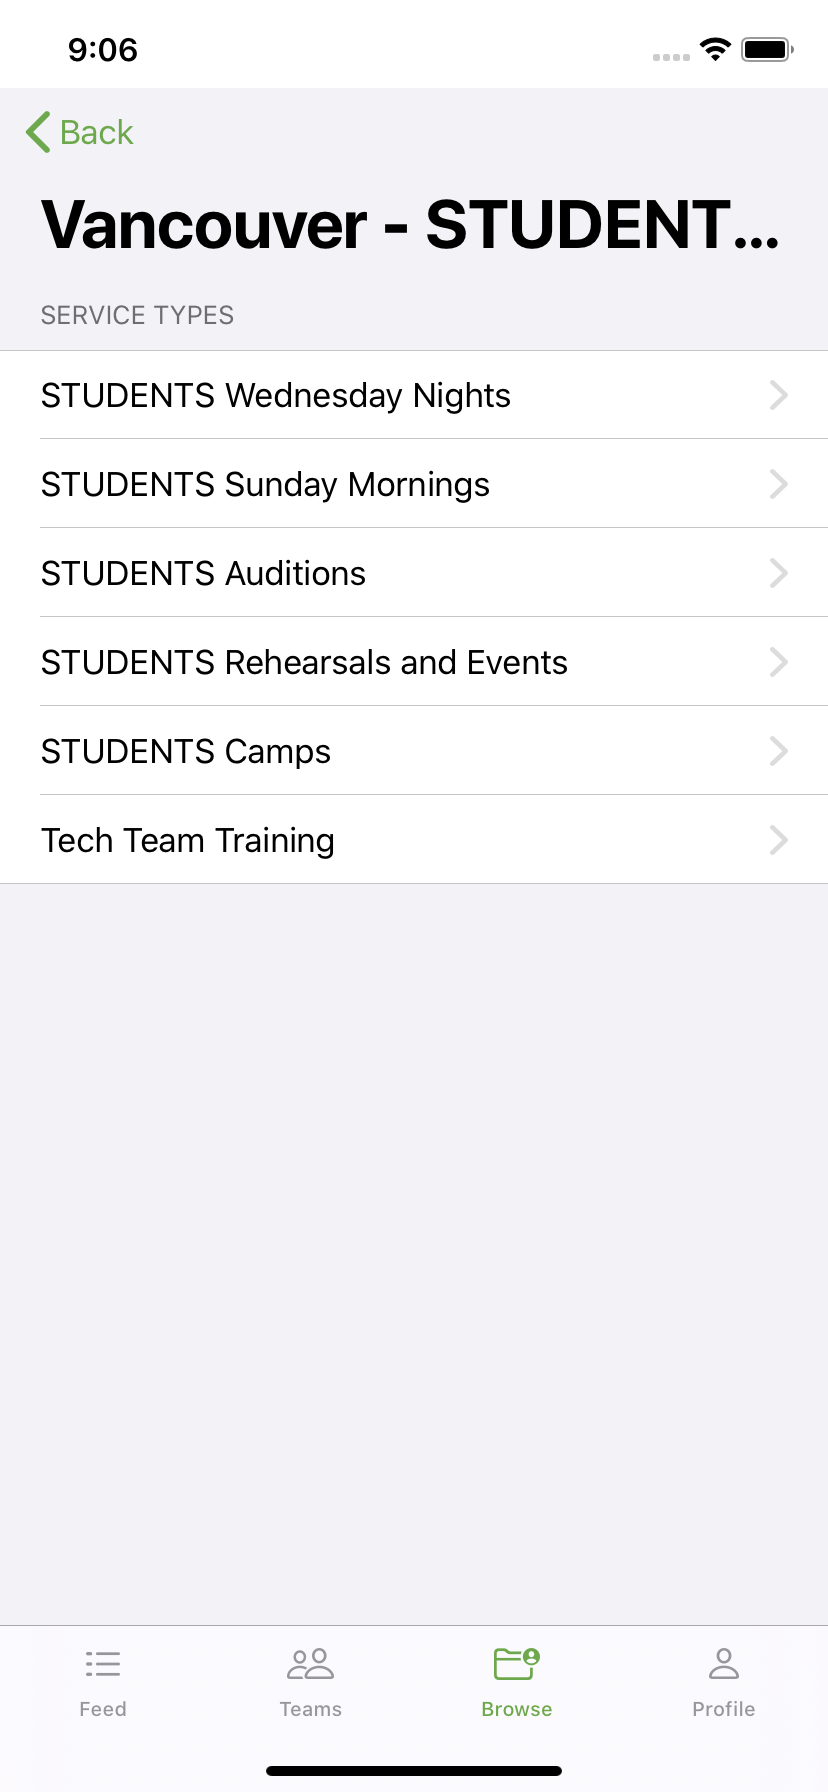 9:06
Back
Vancouver - STUDENT...
SERVICE TYPES
STUDENTS Wednesday Nights
STUDENTS Sunday Mornings
STUDENTS Auditions
STUDENTS Rehearsals and Events
STUDENTS Camps
Tech Team Training
Feed
Teams
Browse
Profile